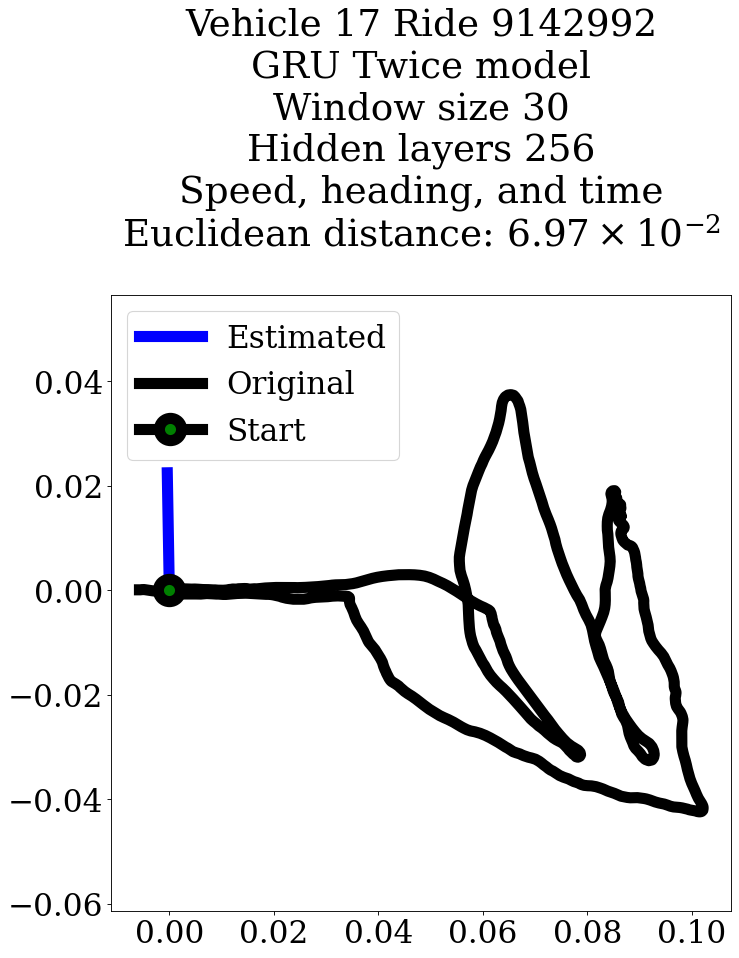 Vehicle 17 Ride 9142992
GRU Twice model
Window size 30
Hidden layers 256
Speed, heading, and time
Euclidean distance: 6.97 × 10⁻²
Estimated
Original
Start
0.04
0.02
0.00
−0.02
−0.04
−0.06
0.00 0.02 0.04 0.06 0.08 0.10